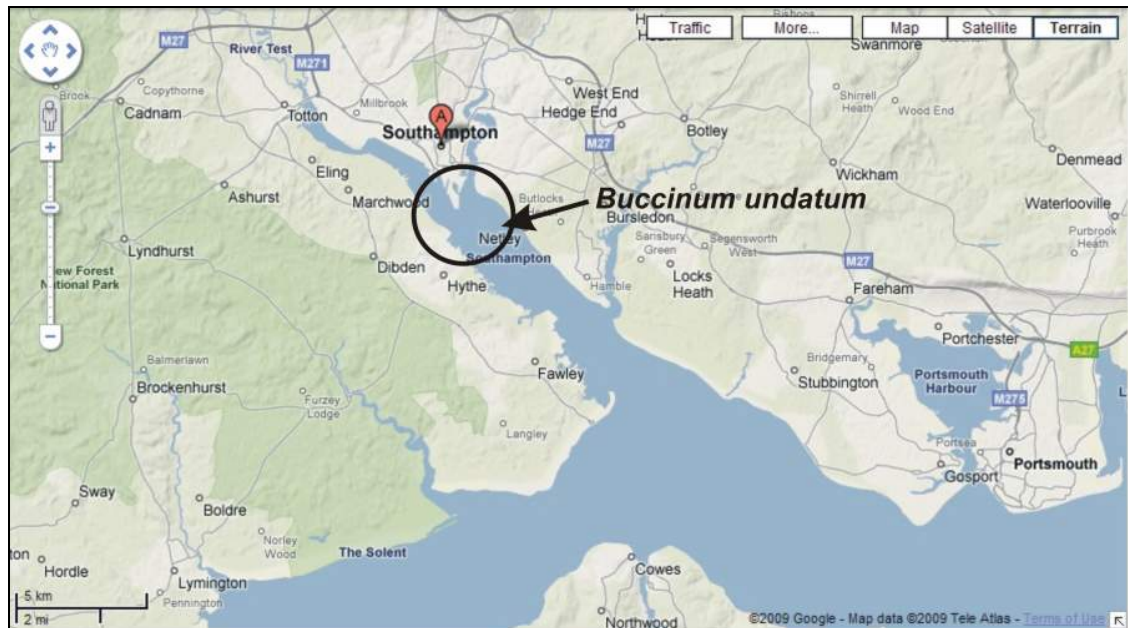 Traffic
More...
Map
Satellite
Terrain
M27
River Test
M271
Swanmore
Brook
Copythorne
Cadnam
Totton
Millbrook
A
Southampton
West End
Hedge End
Botley
Shirrell
Heath
Wood End
M27
Denmead
Eling
Marchwood
Ashurst
Wickham
Waterlooville
Buccinum undatum
Bursledon
Netley
Southampton
Sarisbury
Green
Segensworth
West
Purbrook
Heath
Lyndhurst
New Forest
National Park
Dibden
Hythe
Hamble
Locks
Heath
M27
Fareham
Portchester
A27
Balmerlawn
Brockenhurst
Furzey
Lodge
Fawley
Bridgemary
Stubbington
Portsmouth
Harbour
M275
Langley
Portsea
Portsmouth
Gosport
Sway
Boldre
Norley
Wood
The Solent
Hordle
Lymington
Pennington
Cowes
Northwood
5 km
2 mi
©2009 Google - Map data ©2009 Tele Atlas - Terms of Use